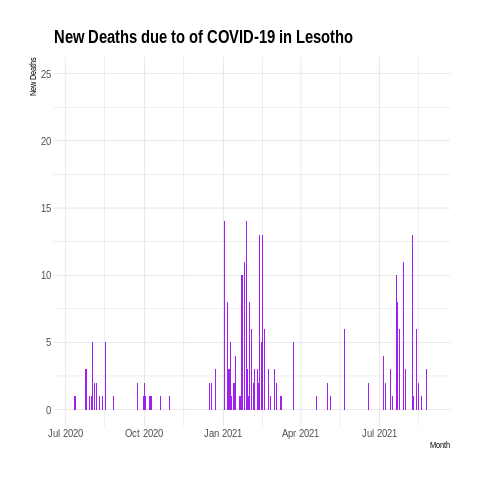 New Deaths due to of COVID-19 in Lesotho
New Deaths
25
20
15
10
5
0
Jul 2020 Oct 2020 Jan 2021 Apr 2021 Jul 2021
Month